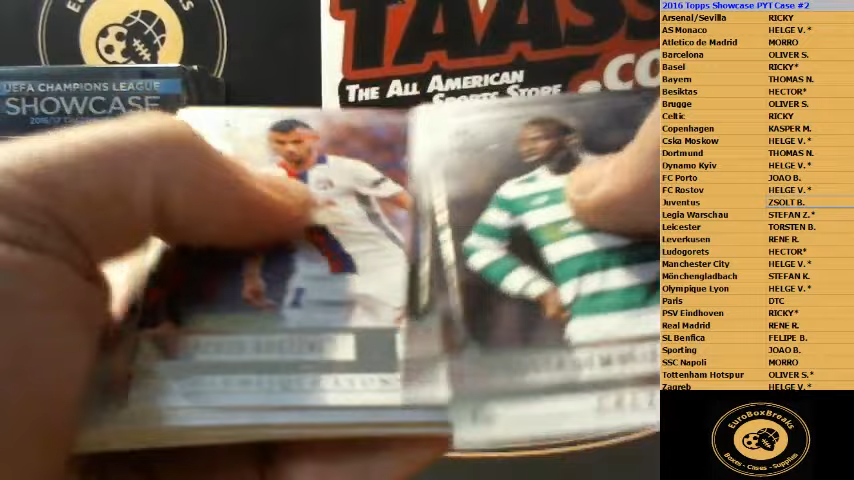 2016 Topps Showcase PYT Case #2
Arsenal/Sevilla RICKY
AS Monaco HELGE V.*
Atletico de Madrid MORRO
Barcelona OLIVER S.
Basel RICKY*
Bayern THOMAS N.
Besiktas HECTOR*
Brugge OLIVER S.
Celtic RICKY
Copenhagen KASPER M.
Cska Moskow HELGE V.*
Dortmund THOMAS N.
Dynamo Kyiv HELGE V.*
FC Porto JOAO B.
FC Rostov HELGE V.*
Juventus ZSOLT B.
Legia Warschau STEFAN Z.*
Leicester TORSTEN B.
Leverkusen RENE R.
Ludogorets HECTOR*
Manchester City HELGE V.*
Mönchengladbach STEFAN K.
Olympique Lyon HELGE V.*
Paris DTC
PSV Eindhoven RICKY*
Real Madrid RENE R.
SL Benfica FELIPE B.
Sporting JOAO B.
SSC Napoli MORRO
Tottenham Hotspur OLIVER S.*
Zagreb HELGE V.*
TAASS
THE ALL AMERICAN
SPORTS STORE .CO
UEFA CHAMPIONS LEAGUE
SHOWCASE
EuroBoxBreaks
Boxes - Cases - Supplies